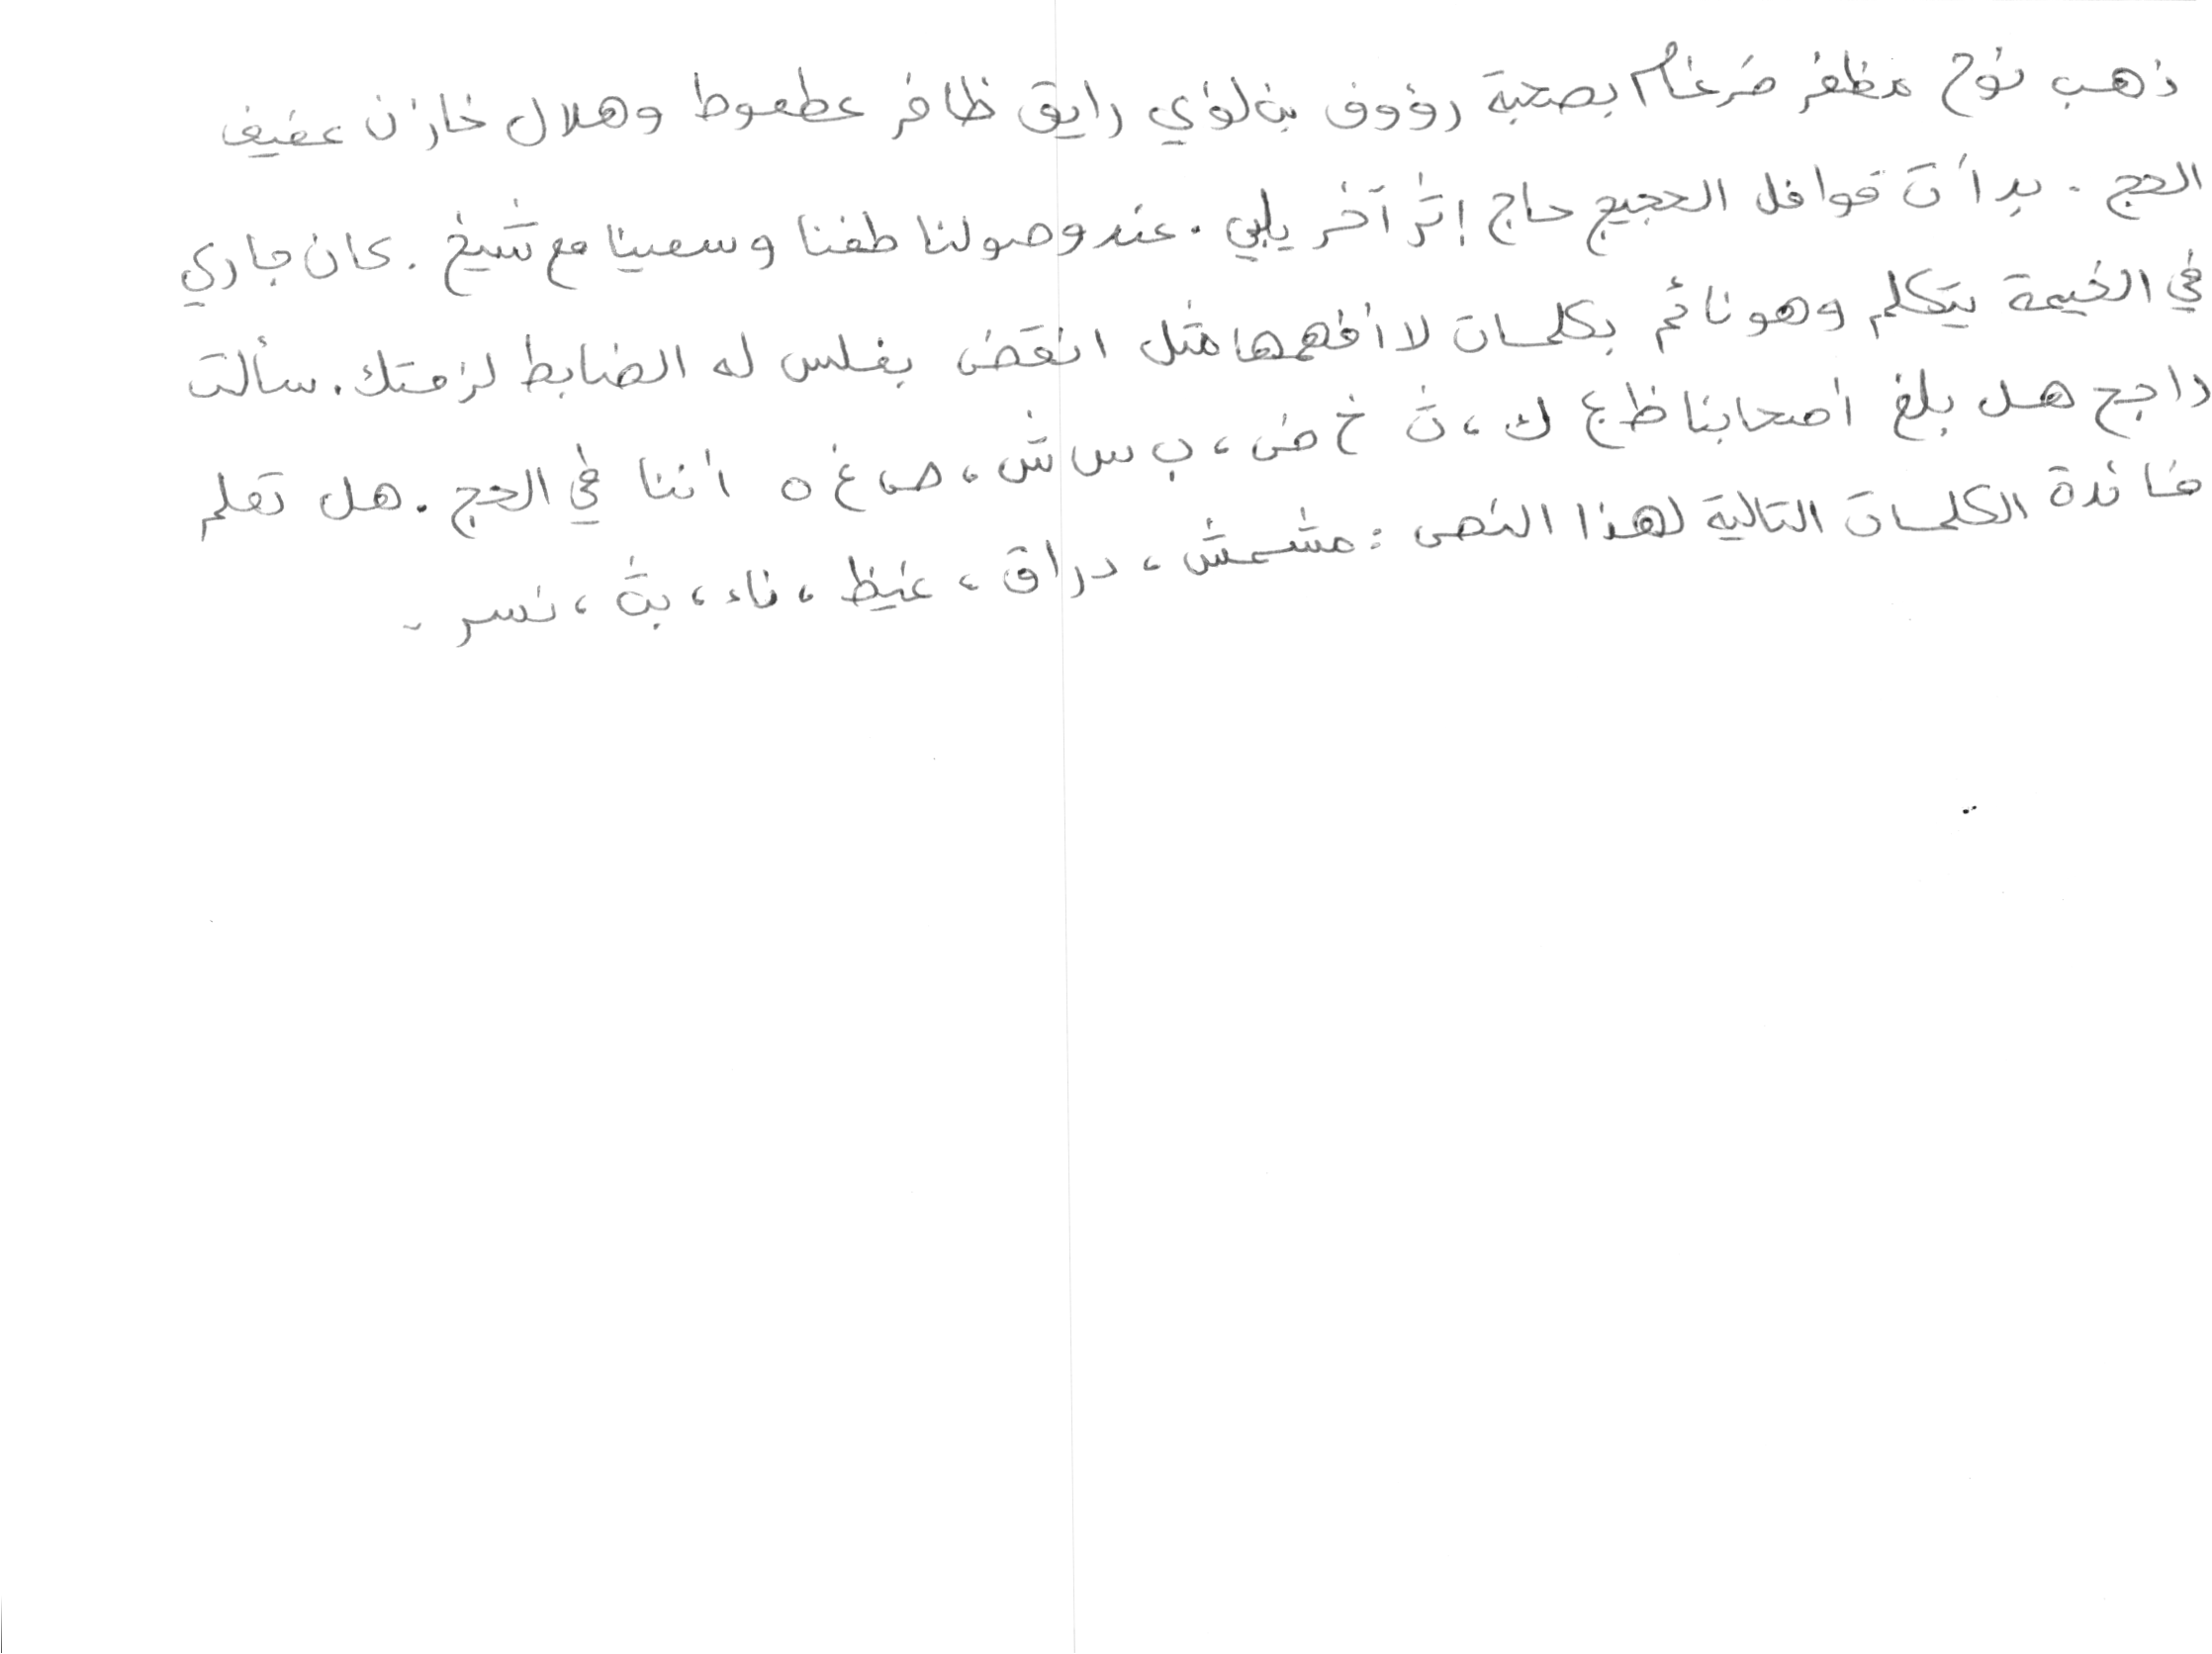 ذهب نوح مظفر ضرغام بصحبة رؤوف بن لؤي رايق ظافر عطعوط وهلال خازن عفيف
الحج . بدأت قوافل الحجيج حاج إثر آخر يلبي . عند وصولنا طفنا وسعينا مع شيخ . كان جاري
في الخيمة يتكلم وهو نائم بكلمات لا أفهمها مثل انقض يغلس له الضابط لزمتك . سألت
راجح هل بلغ أصحابنا ظ ع ك ، ث خ ض ، ب س ش ، ص غ ه أننا في الحج . هل تعلم
فائدة الكلمات التالية لهذا النص : مشمش ، دراق ، غيظ ، ناء ، بث ، نسر .